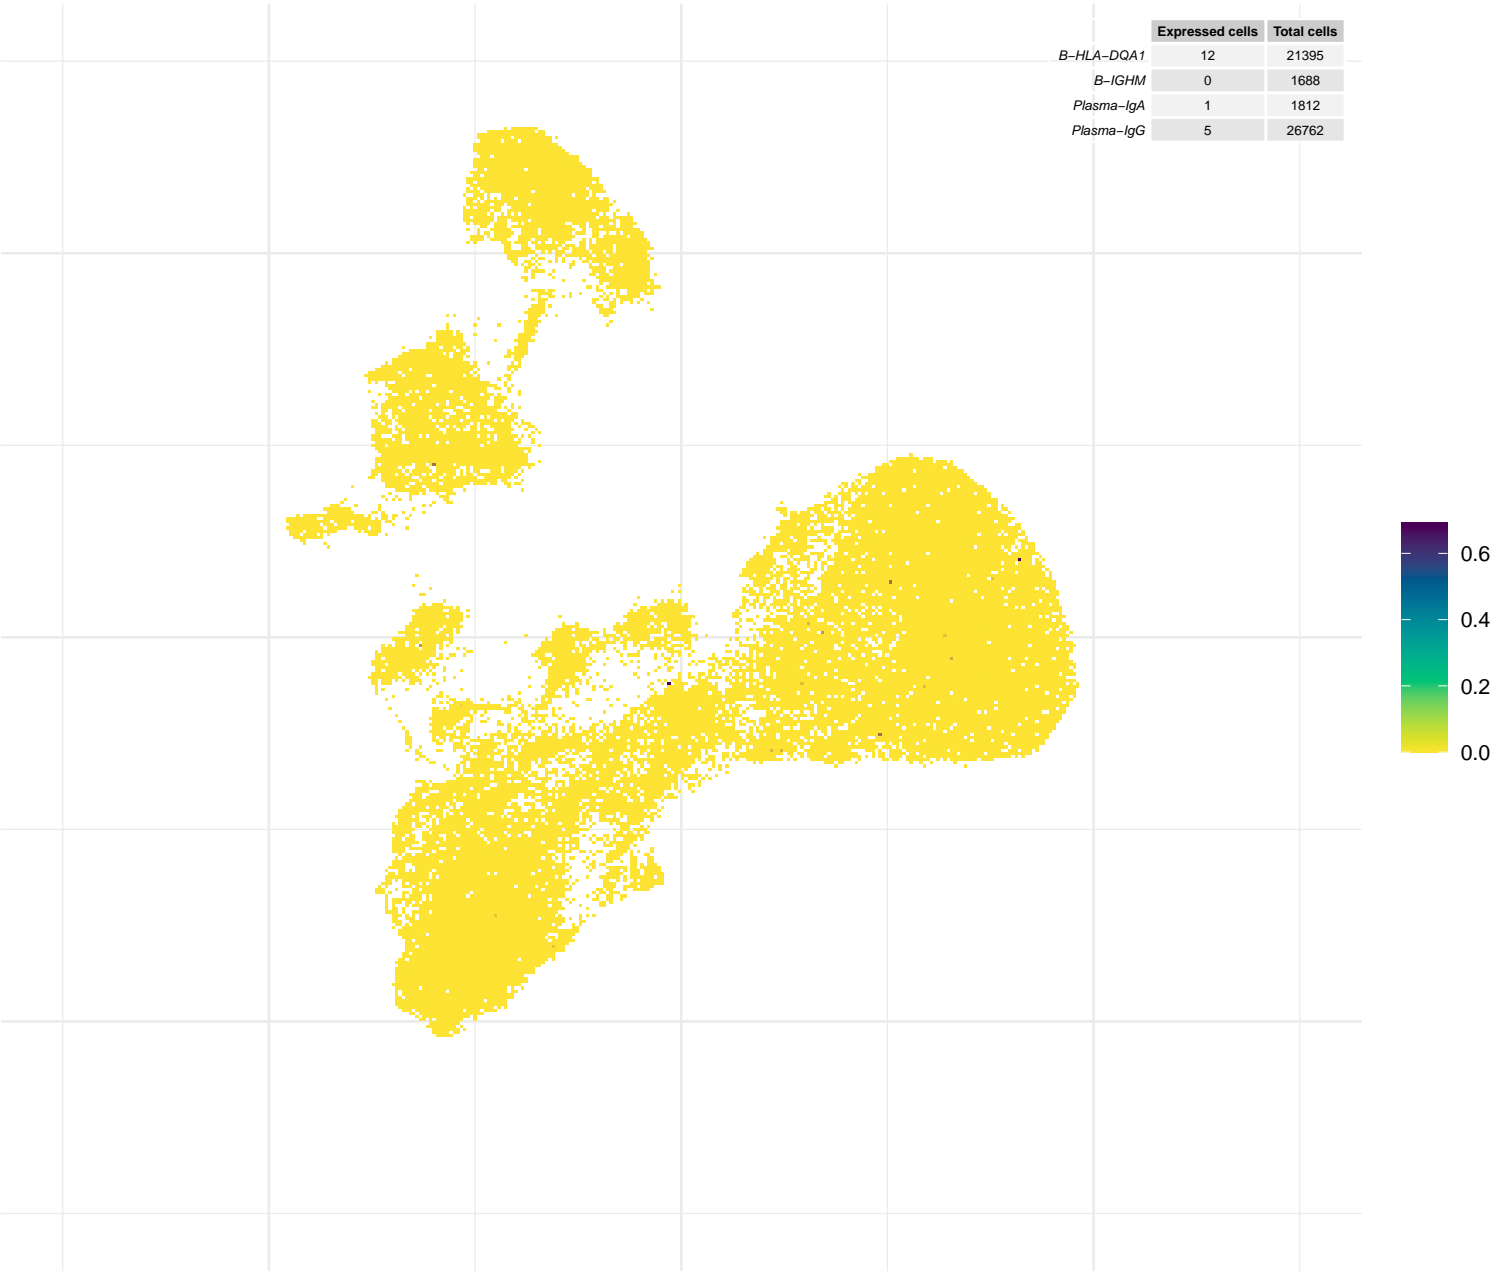 Expressed cells Total cells
B−HLA−DQA1 12 21395
B−IGHM 0 1688
Plasma−IgA 1 1812
Plasma−IgG 5 26762
0.6
0.4
0.2
0.0